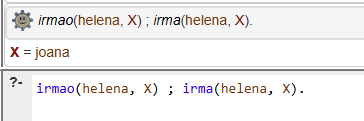 irmao(helena, X) ; irma(helena, X).
X = joana
?- irmao(helena, X) ; irma(helena, X).